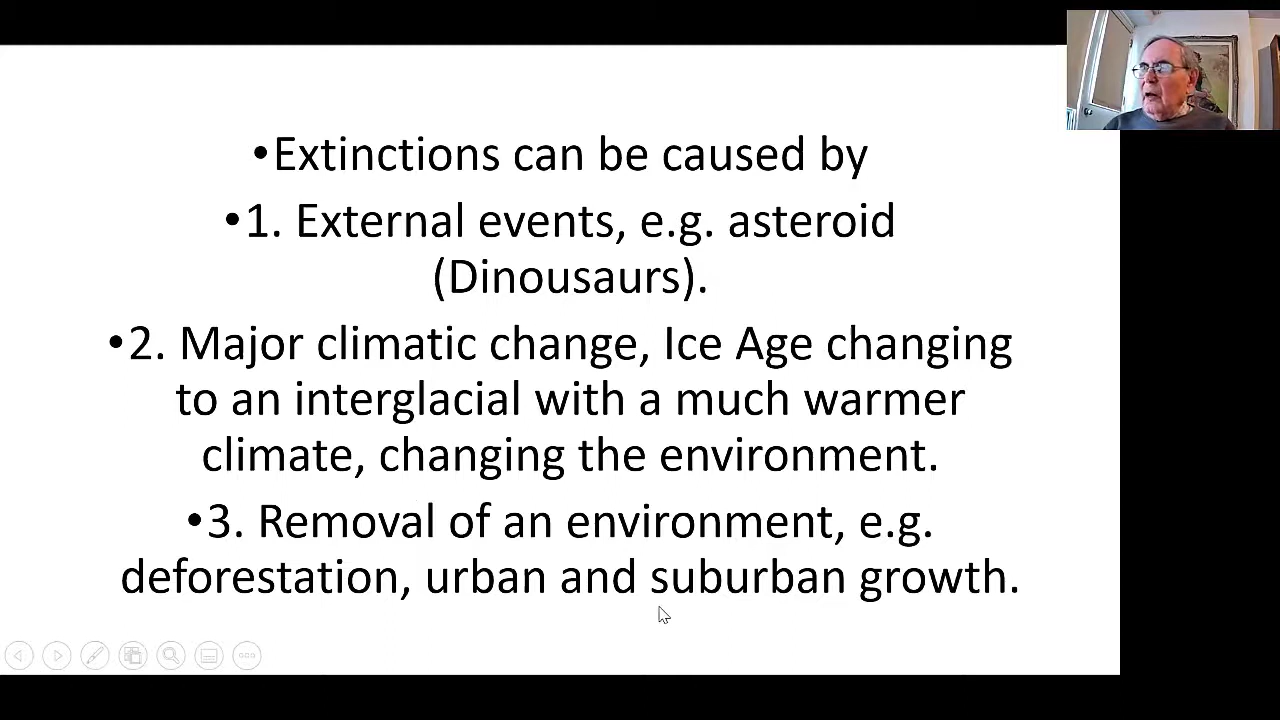 •Extinctions can be caused by
•1. External events, e.g. asteroid
(Dinousaurs).
•2. Major climatic change, Ice Age changing
to an interglacial with a much warmer
climate, changing the environment.
•3. Removal of an environment, e.g.
deforestation, urban and suburban growth.